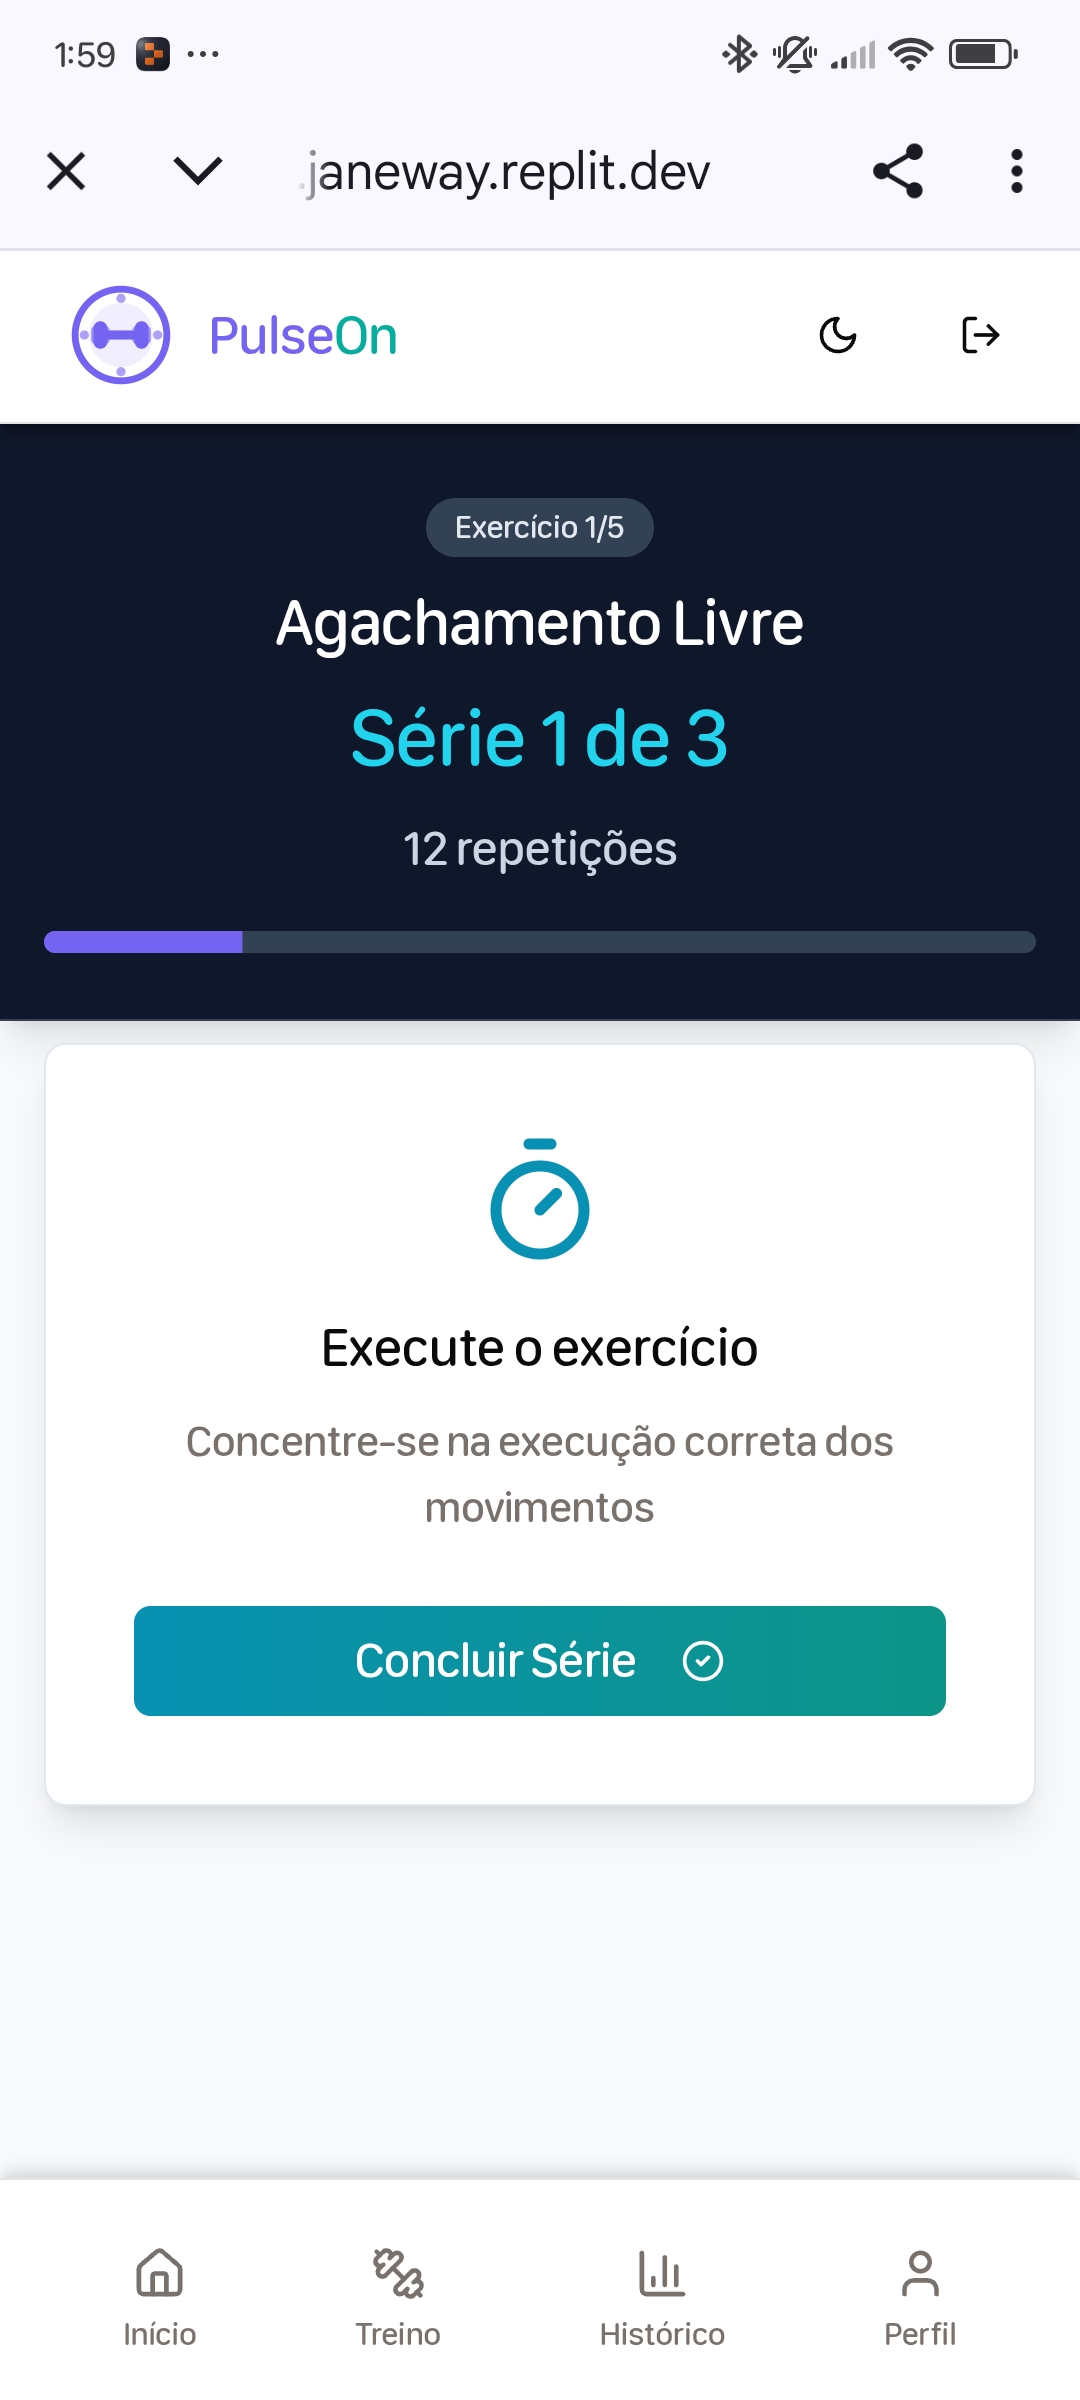 1:59
.janeway.replit.dev
PulseOn
Exercício 1/5
Agachamento Livre
Série 1 de 3
12 repetições
Execute o exercício
Concentre-se na execução correta dos
movimentos
Concluir Série
Início
Treino
Histórico
Perfil